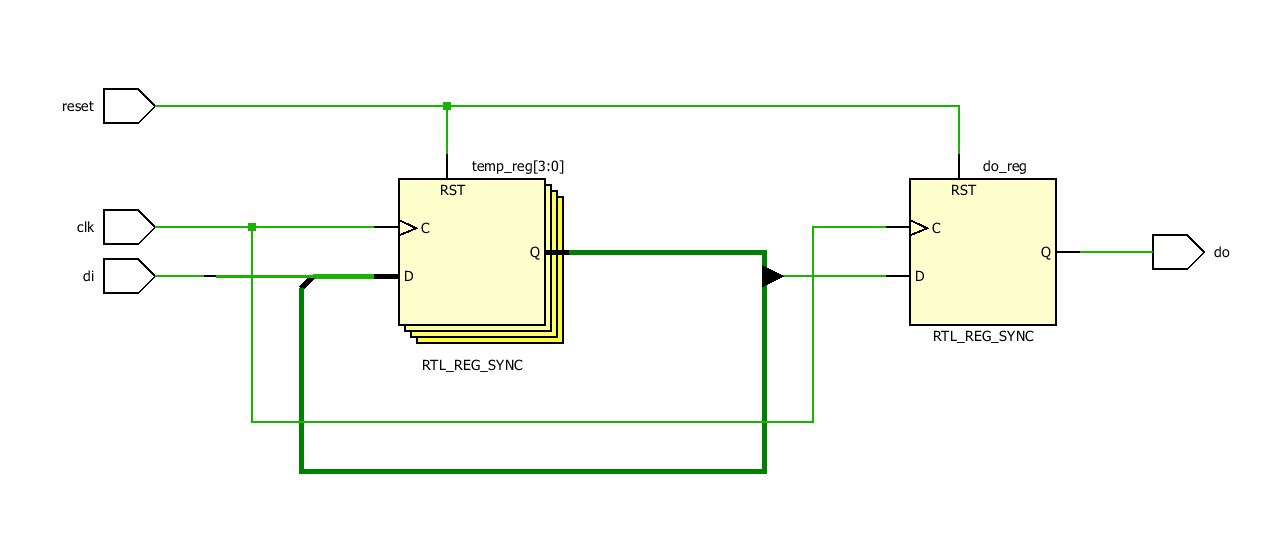 reset
temp_reg[3:0]
do_reg
RST
RST
clk
C
C
Q
Q
do
di
D
D
RTL_REG_SYNC
RTL_REG_SYNC